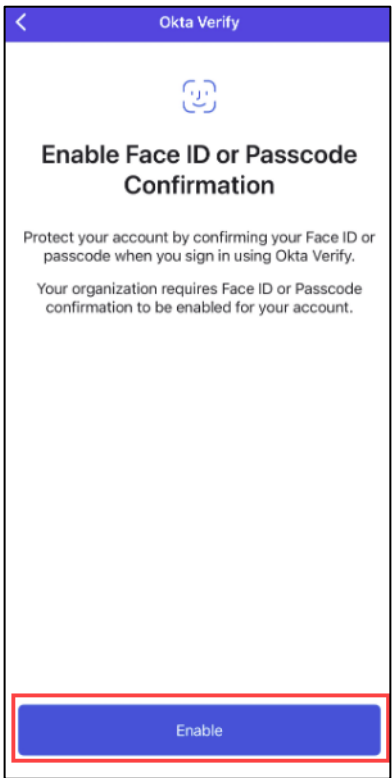 Okta Verify
Enable Face ID or Passcode
Confirmation
Protect your account by confirming your Face ID or
passcode when you sign in using Okta Verify.
Your organization requires Face ID or Passcode
confirmation to be enabled for your account.
Enable